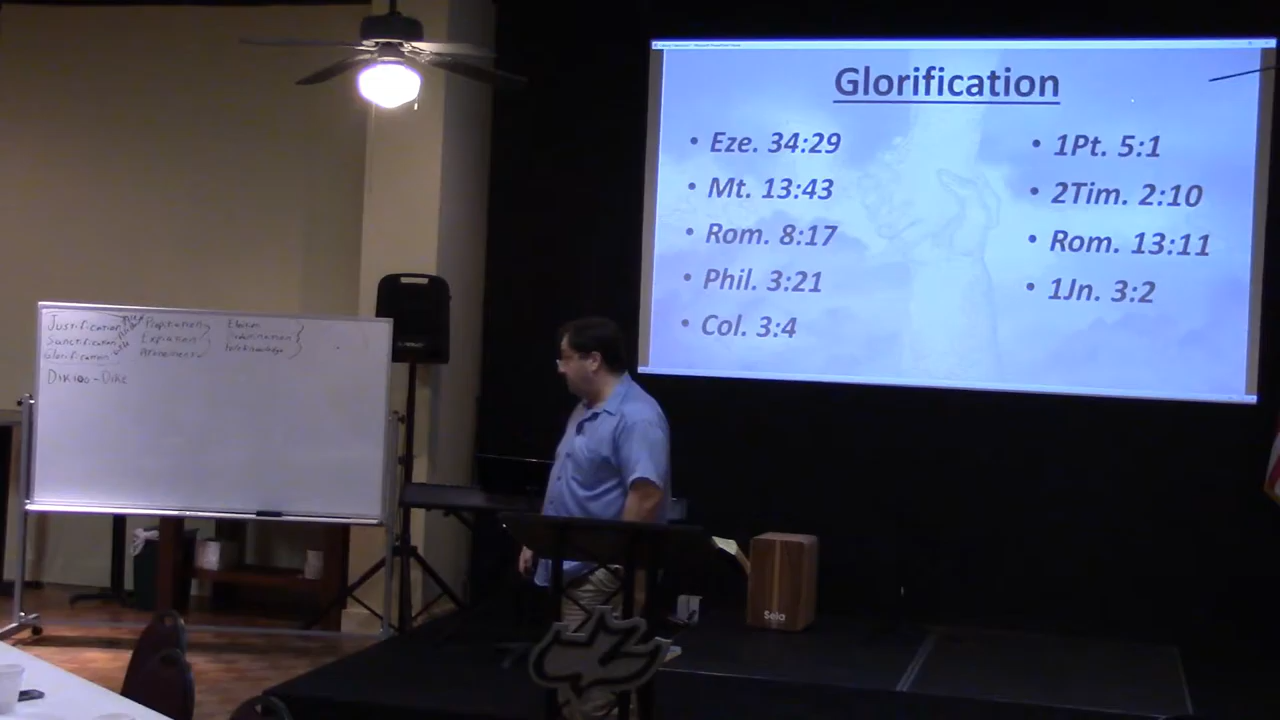 Glorification
• Eze. 34:29
• Mt. 13:43
• Rom. 8:17
• Phil. 3:21
• Col. 3:4
• 1Pt. 5:1
• 2Tim. 2:10
• Rom. 13:11
• 1Jn. 3:2
Justification
Sanctification
Glorification
Propitiation
Expiation
Atonement
Election
Predestination
Foreknowledge
Dikios - Dike
Sela